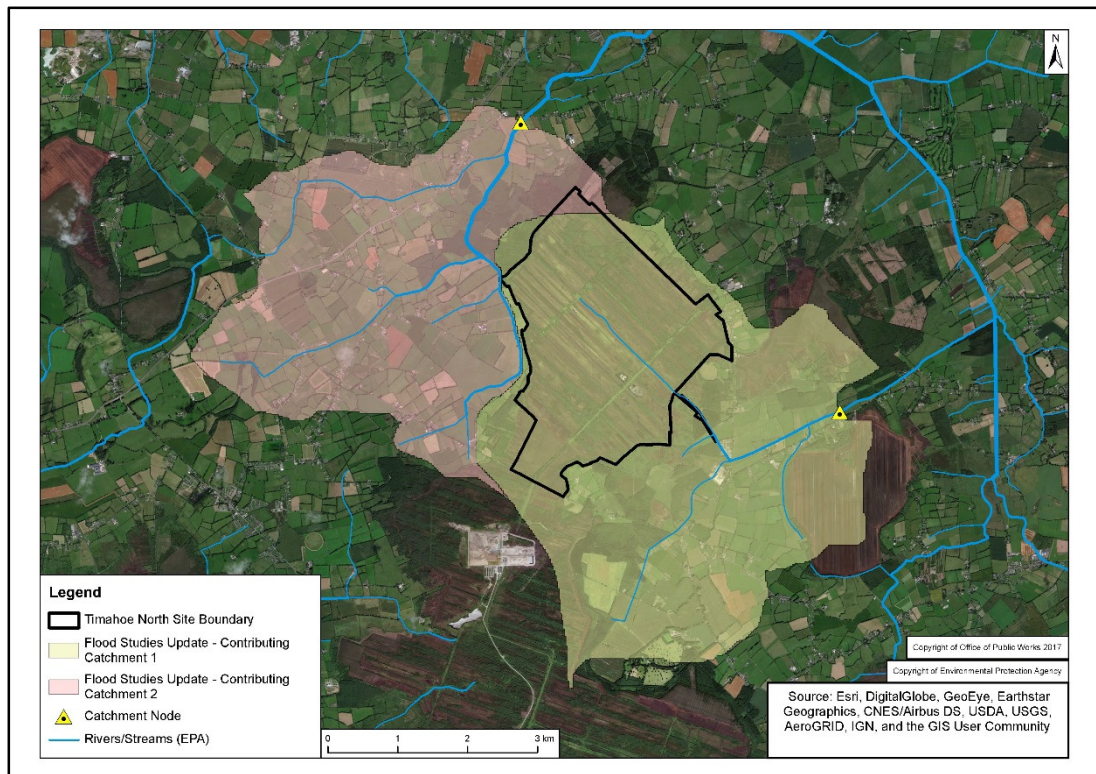 N
Legend
Timahoe North Site Boundary
Flood Studies Update - Contributing
Catchment 1
Flood Studies Update - Contributing
Catchment 2
Catchment Node
Rivers/Streams (EPA)
0 1 2 3 km
Copyright of Office of Public Works 2017
Copyright of Environmental Protection Agency
Source: Esri, DigitalGlobe, GeoEye, Earthstar
Geographics, CNES/Airbus DS, USDA, USGS,
AeroGRID, IGN, and the GIS User Community